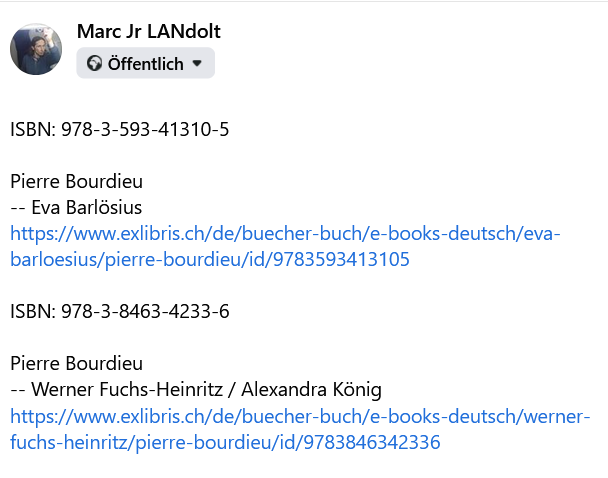 Marc Jr LANdolt
Öffentlich
ISBN: 978-3-593-41310-5
Pierre Bourdieu
-- Eva Barlösius
https://www.exlibris.ch/de/buecher-buch/e-books-deutsch/eva-
barloesius/pierre-bourdieu/id/9783593413105
ISBN: 978-3-8463-4233-6
Pierre Bourdieu
-- Werner Fuchs-Heinritz / Alexandra König
https://www.exlibris.ch/de/buecher-buch/e-books-deutsch/werner-
fuchs-heinritz/pierre-bourdieu/id/9783846342336